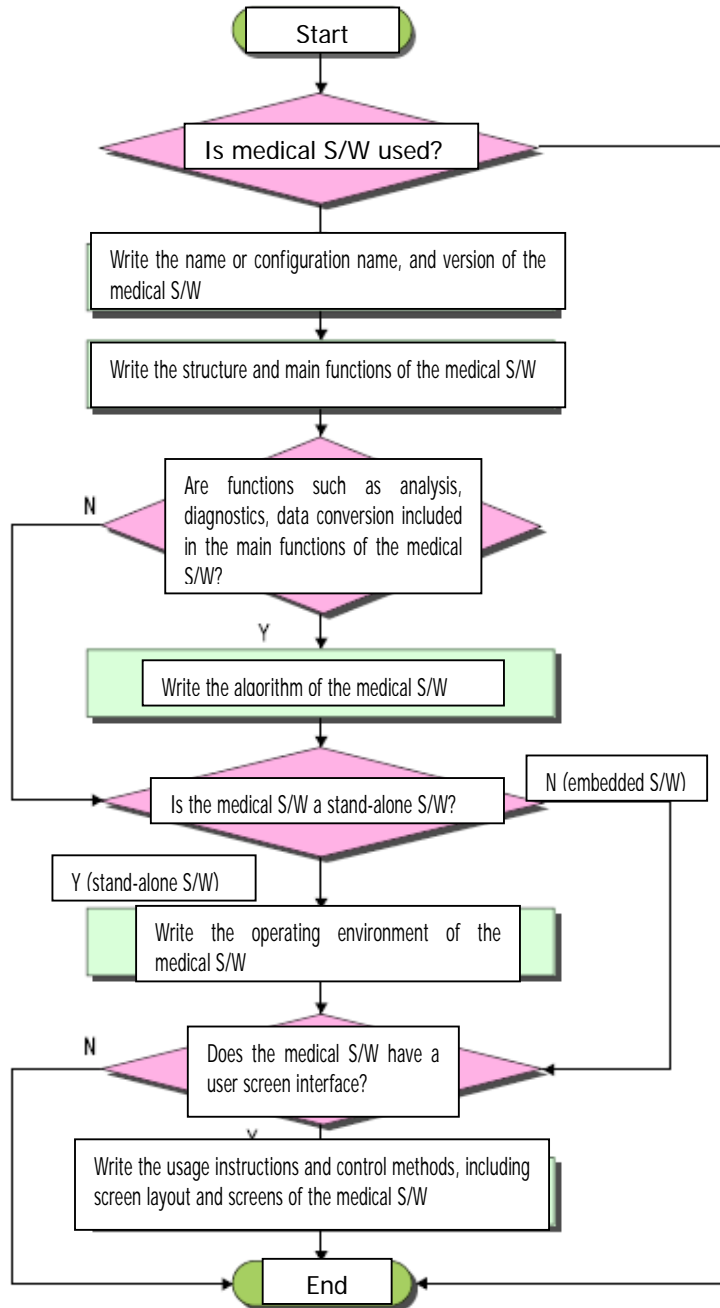 Start
Is medical S/W used?
Write the name or configuration name, and version of the
medical S/W
Write the structure and main functions of the medical S/W
Are functions such as analysis,
diagnostics, data conversion included
in the main functions of the medical
S/W?
N
Y
Write the algorithm of the medical S/W
Is the medical S/W a stand-alone S/W?
N (embedded S/W)
Y (stand-alone S/W)
Write the operating environment of the
medical S/W
Does the medical S/W have a
user screen interface?
N
Y
Write the usage instructions and control methods, including
screen layout and screens of the medical S/W
End